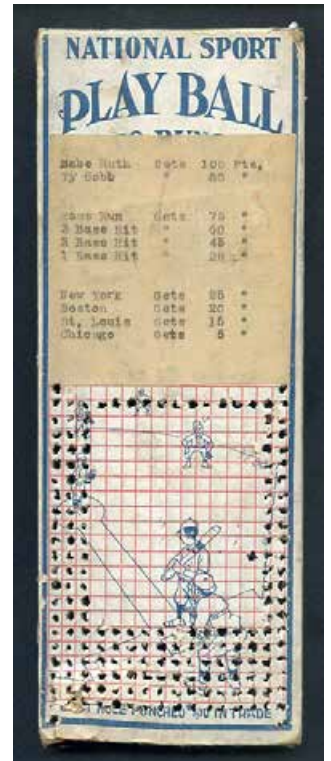 NATIONAL SPORT
PLAY BALL
Babe Ruth Gets 100 Pts,
Ty Cobb " 80 "
Home Run Gets 75 "
3 Base Hit " 60 "
2 Base Hit " 45 "
1 Base Hit "
New York Gets 25 "
Boston Gets 20 "
St, Louis Gets 15 "
Chicago Gets 5 "
HOLE PUNCHED IN TRADE